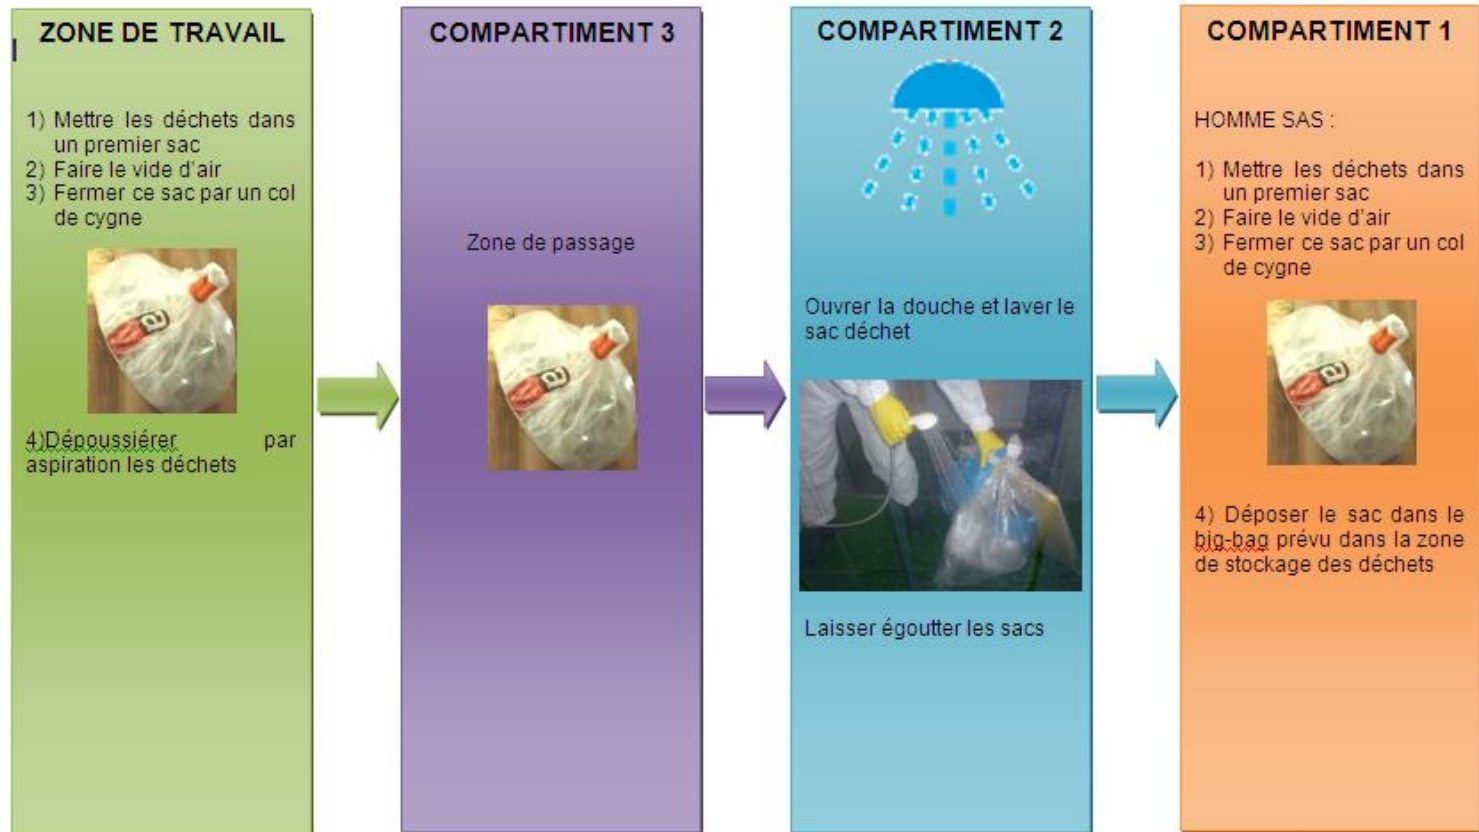 ZONE DE TRAVAIL
1) Mettre les déchets dans
un premier sac
2) Faire le vide d'air
3) Fermer ce sac par un col
de cygne
4)Dépoussiérer par
aspiration les déchets
COMPARTIMENT 3
Zone de passage
COMPARTIMENT 2
Ouvrer la douche et laver le
sac déchet
Laisser égoutter les sacs
COMPARTIMENT 1
HOMME SAS :
1) Mettre les déchets dans
un premier sac
2) Faire le vide d'air
3) Fermer ce sac par un col
de cygne
4) Déposer le sac dans le
big-bag prévu dans la zone
de stockage des déchets